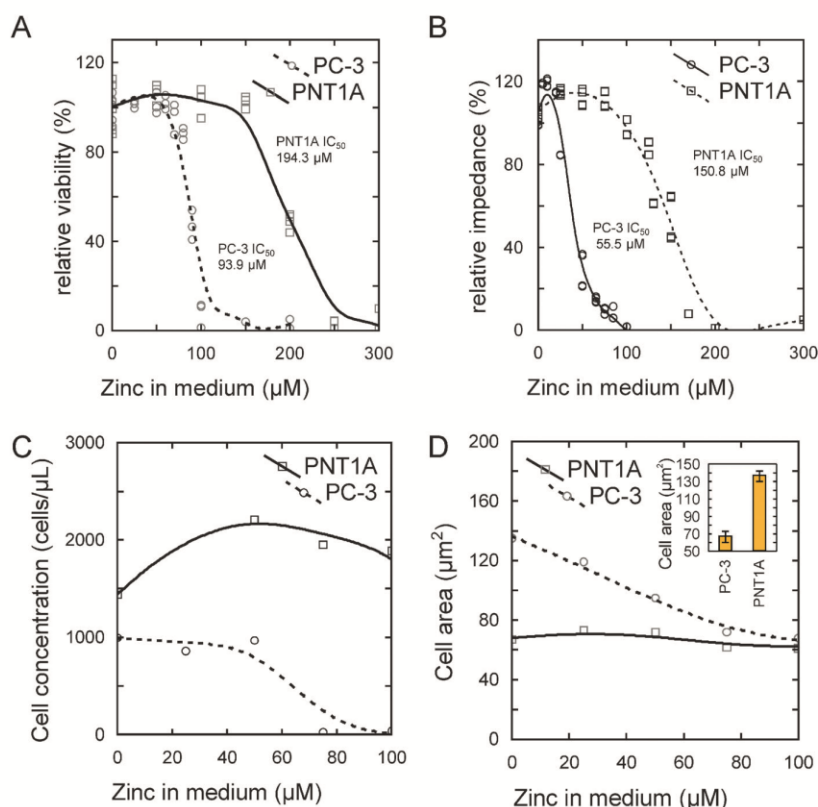 A
relative viability (%)
120
80
40
0
0
100
200
300
PC-3
PNT1A
PNT1A IC50
194.3 µM
PC-3 IC50
93.9 µM
Zinc in medium (µM)
B
relative impedance (%)
160
120
80
40
0
0
100
200
300
PC-3
PNT1A
PNT1A IC50
150.8 µM
PC-3 IC50
55.5 µM
Zinc in medium (µM)
C
Cell concentration (cells/µL)
3000
2000
1000
0
0
20
40
60
80
100
PNT1A
PC-3
Zinc in medium (µM)
D
Cell area (µm²)
200
180
140
100
60
20
0
0
20
40
60
80
100
PNT1A
PC-3
Cell area (µm²)
150
130
110
90
70
50
PC-3
PNT1A
Zinc in medium (µM)